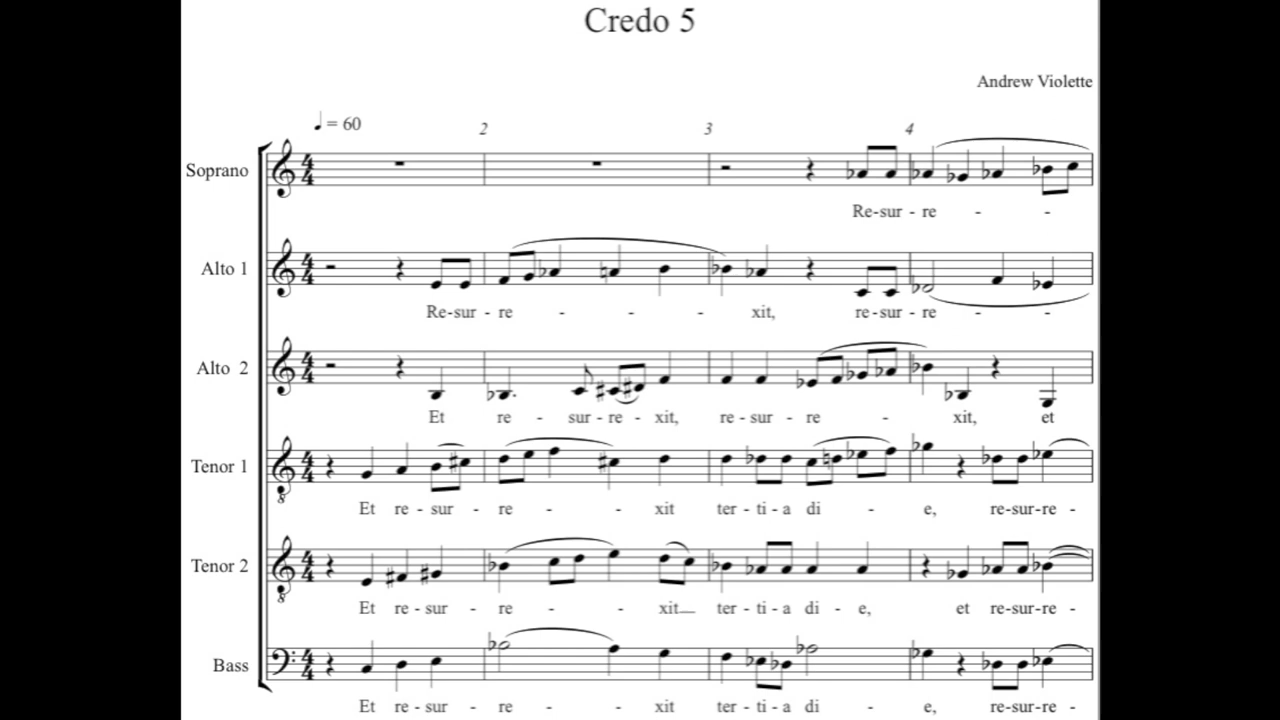 Credo 5
Andrew Violette
♩ = 60
2 3 4
Soprano
Re-sur - re - -
Alto 1
Re-sur - re - - - xit, re-sur - re - -
Alto 2
Et re - sur - re - xit, re - sur - re - xit, et
Tenor 1
8
Et re - sur - re - - xit ter - ti - a di - e, re-sur-re -
Tenor 2
8
Et re - sur - re - - xit ter - ti - a di - e, et re-sur-re -
Bass
Et re - sur - re - - xit ter - ti - a di - e, re-sur-re -